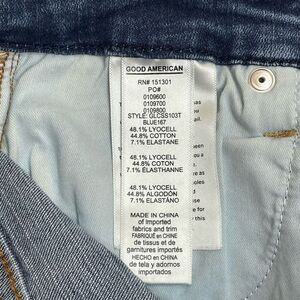 GOOD AMERICAN
RN# 151301
PO#
0109600
0109700
0109800
STYLE: GLCSS103T
BLUE167
48.1% LYOCELL
44.8% COTTON
7.1% ELASTANE
48.1% LYOCELL
44.8% COTON
7.1% ÉLASTHANNE
48.1% LYOCELL
44.8% ALGODÓN
7.1% ELASTANO
MADE IN CHINA
of Imported
fabrics and trim
FABRIQUÉ en CHINE
de tissus et de
garnitures importés
HECHO en CHINA
de tela y adornos
importados